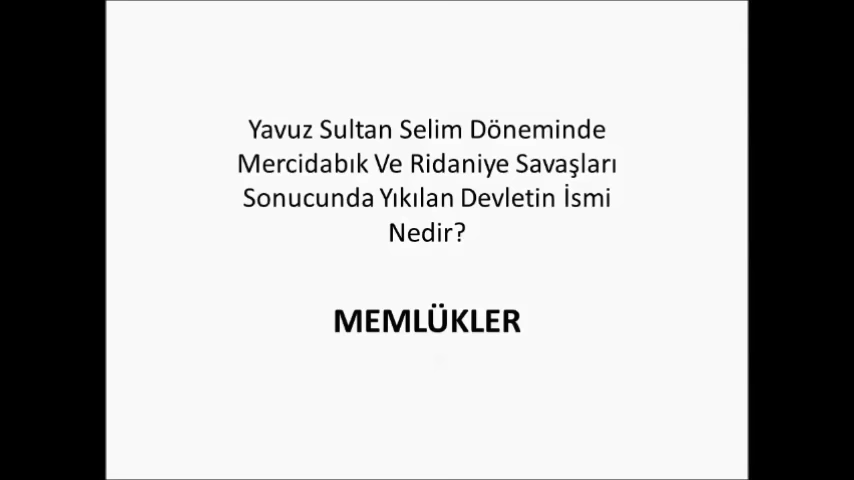 Yavuz Sultan Selim Döneminde
Mercidabık Ve Ridaniye Savaşları
Sonucunda Yıkılan Devletin İsmi
Nedir?
MEMLÜKLER